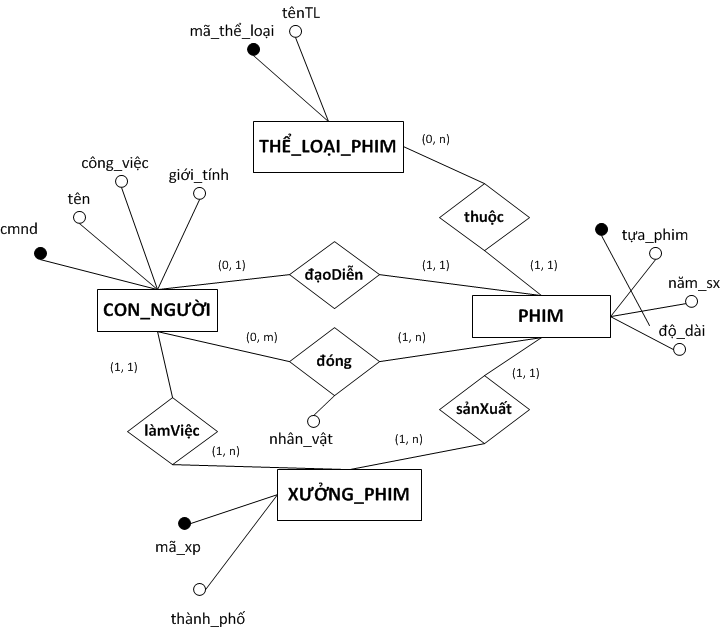 tênTL
mã_thể_loại
THỂ_LOẠI_PHIM
(0, n)
công_việc
giới_tính
tên
cmnd
thuộc
tựa_phim
(0, 1)
đạoDiễn
(1, 1)
(1, 1)
năm_sx
CON_NGƯỜI
PHIM
độ_dài
(0, m)
đóng
(1, n)
(1, 1)
(1, 1)
sảnXuất
làmViệc
nhân_vật
(1, n)
(1, n)
XƯỞNG_PHIM
mã_xp
thành_phố